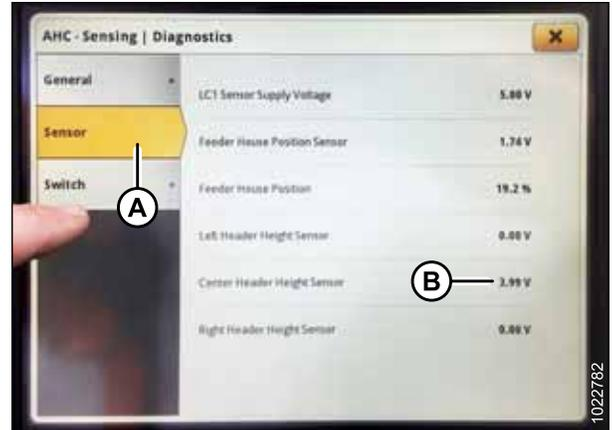 AHC - Sensing | Diagnostics
General
Sensor
Switch
A
LC1 Sensor Supply Voltage 5.00 V
Feeder House Position Sensor 1.74 V
Feeder House Position 19.2 %
Left Header Height Sensor 0.00 V
Center Header Height Sensor B 3.99 V
Right Header Height Sensor 0.00 V
1022782